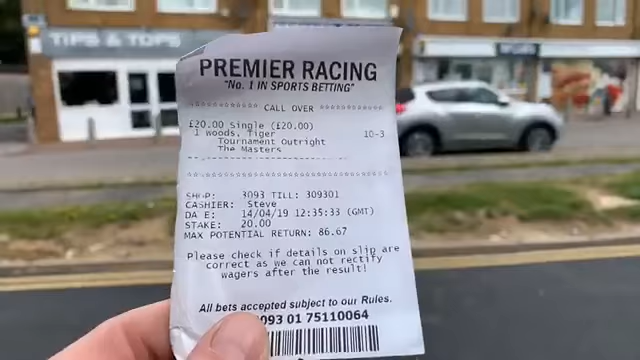 TIPS & TOPS
PREMIER RACING
"No. 1 IN SPORTS BETTING"
************ CALL OVER ************
£20.00 Single (£20.00)
1 Woods, Tiger 10-3
Tournament Outright
The Masters
SHOP: 3093 TILL: 309301
CASHIER: Steve
DATE: 14/04/19 12:35:33 (GMT)
STAKE: 20.00
MAX POTENTIAL RETURN: 86.67
Please check if details on slip are
correct as we can not rectify
wagers after the result!
All bets accepted subject to our Rules.
093 01 75110064